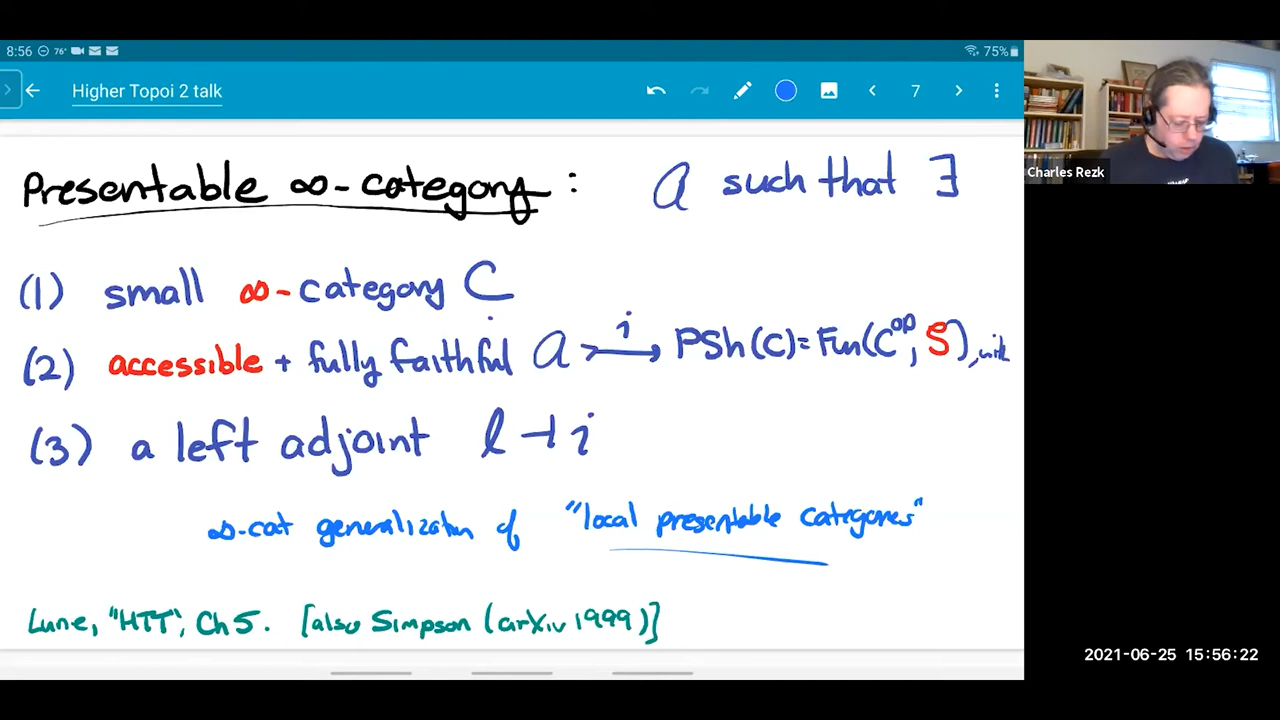 8:56 76° 75%
Higher Topoi 2 talk
7
Charles Rezk
Presentable ∞-category : A such that ∃
(1) small ∞-category C
(2) accessible + fully faithful A >—i→ PSh(C) = Fun(C^op, S), with
(3) a left adjoint l ⊣ i
∞-cat generalization of "local presentable categories"
Lurie, "HTT", Ch 5. [also Simpson (arXiv 1999)]
2021-06-25 15:56:22